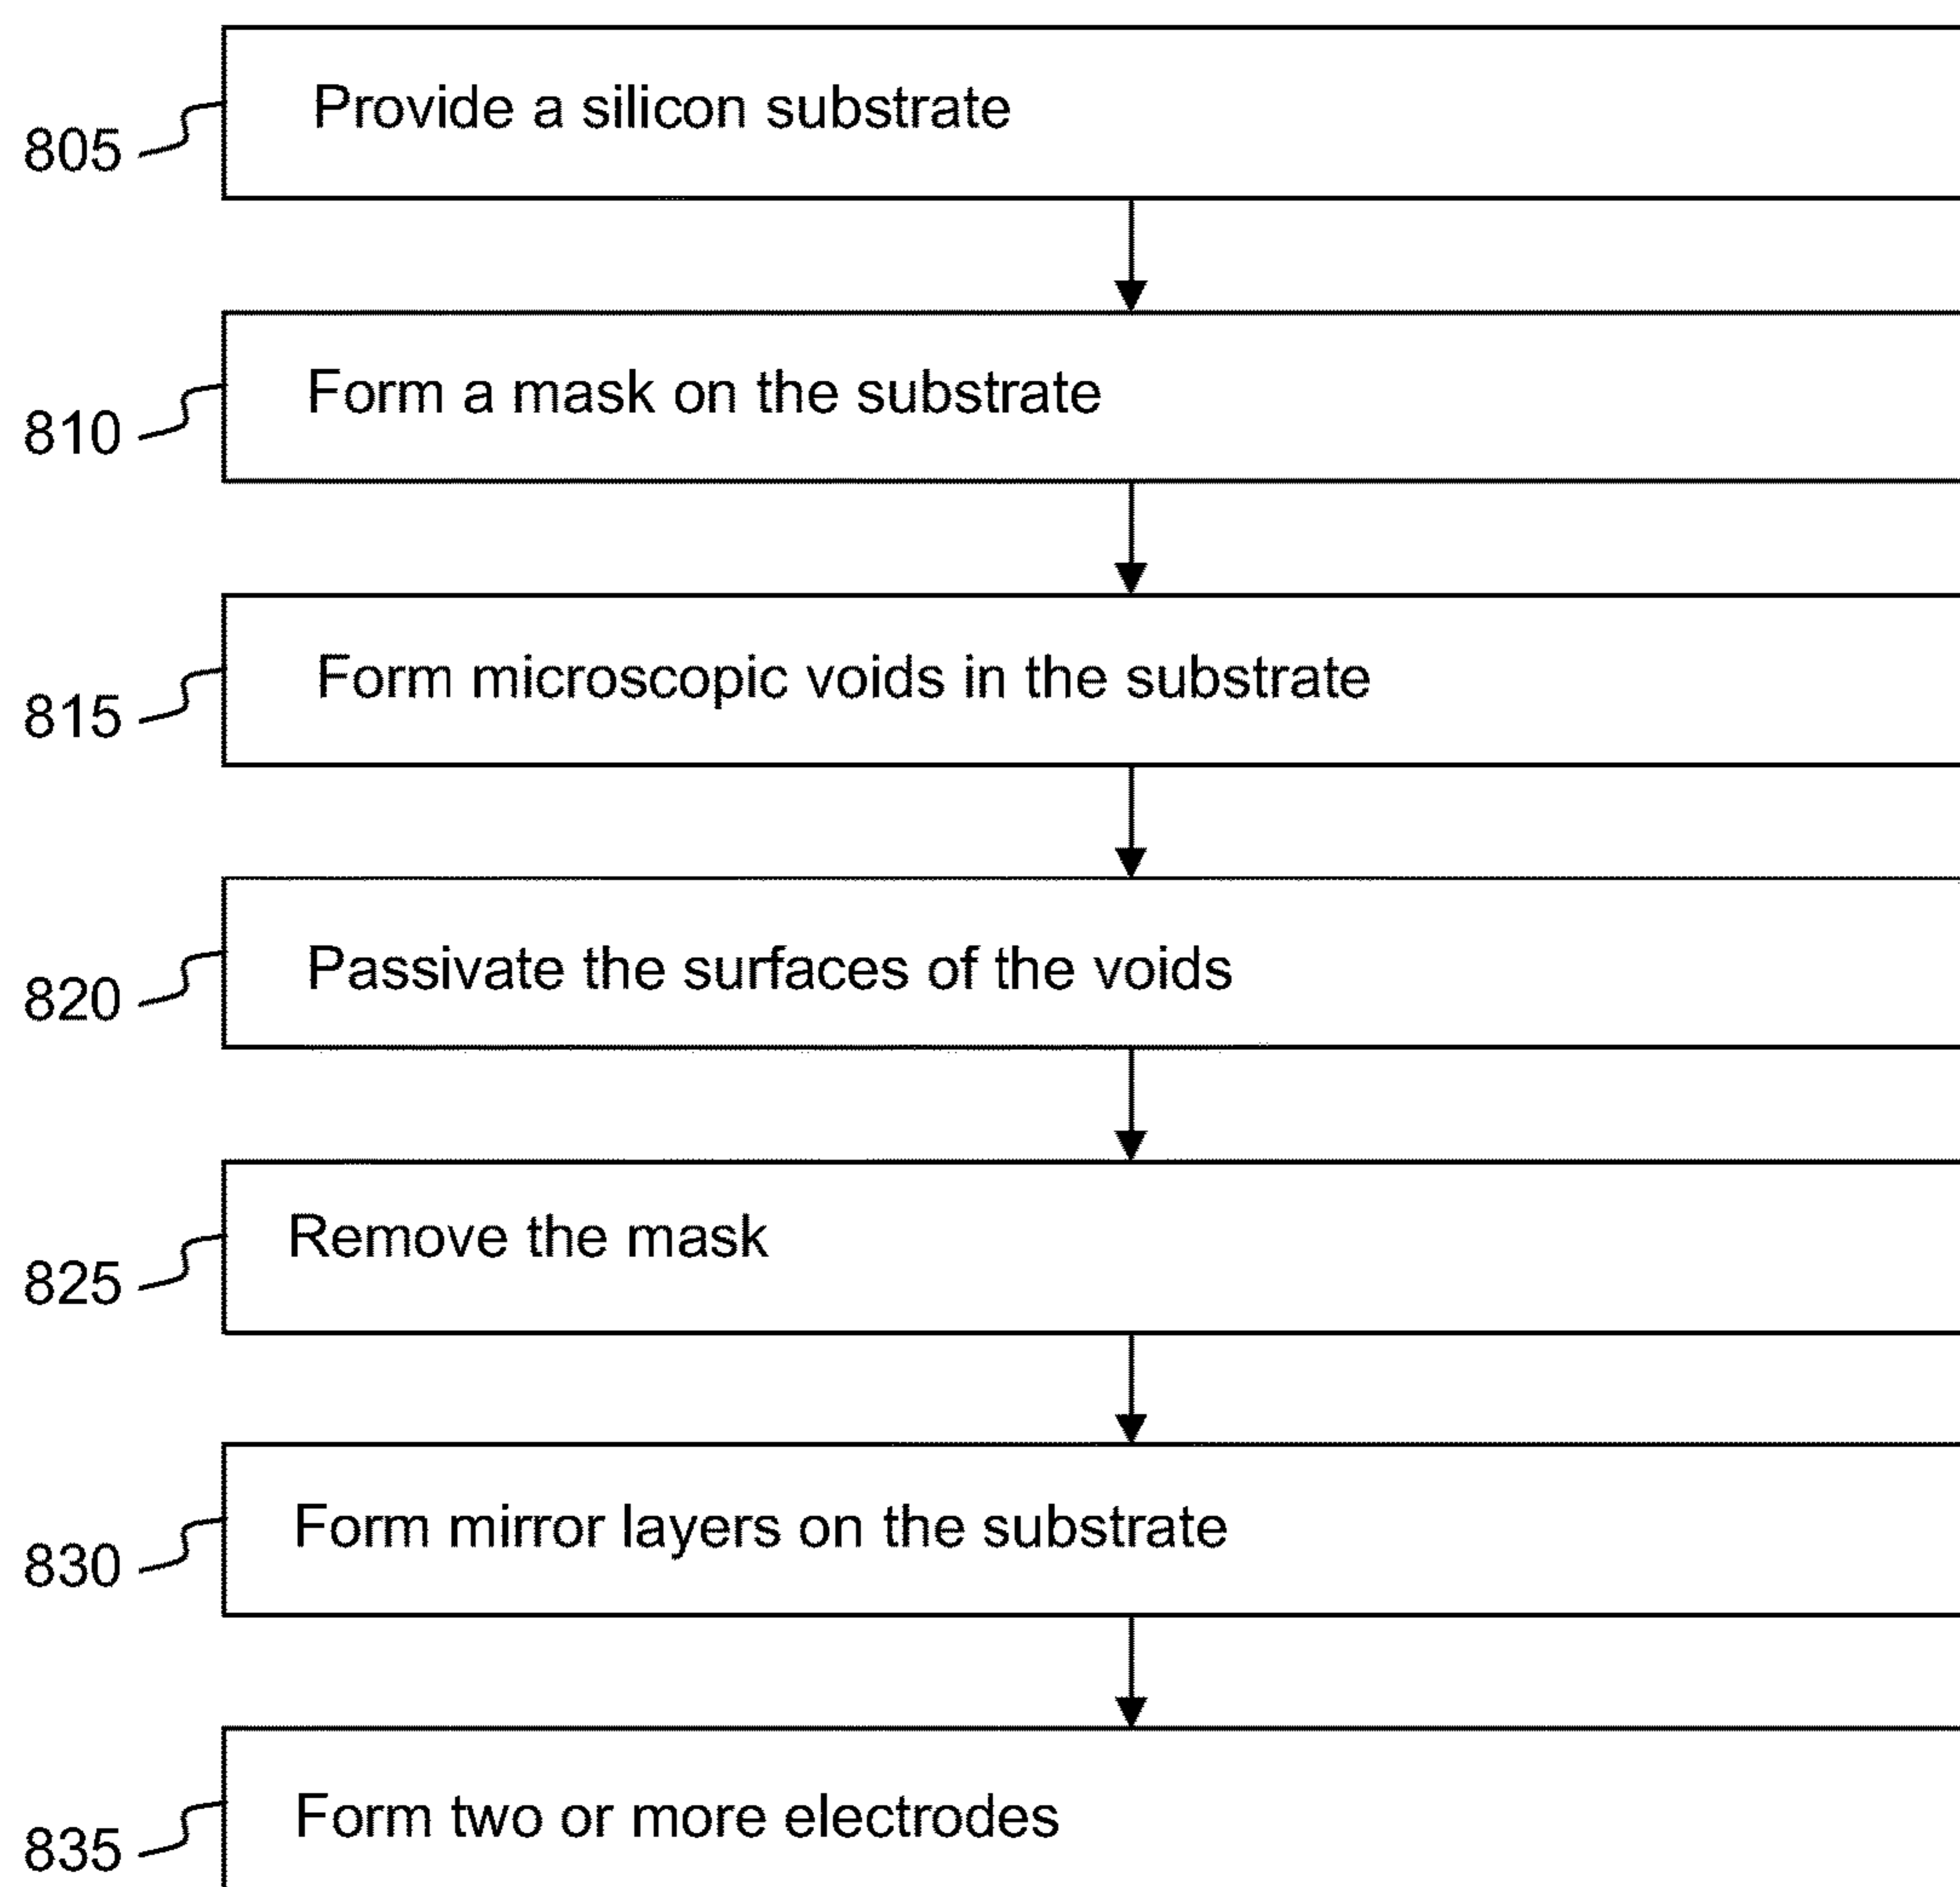 Provide a silicon substrate
805
Form a mask on the substrate
810
Form microscopic voids in the substrate
815
Passivate the surfaces of the voids
820
Remove the mask
825
Form mirror layers on the substrate
830
Form two or more electrodes
835